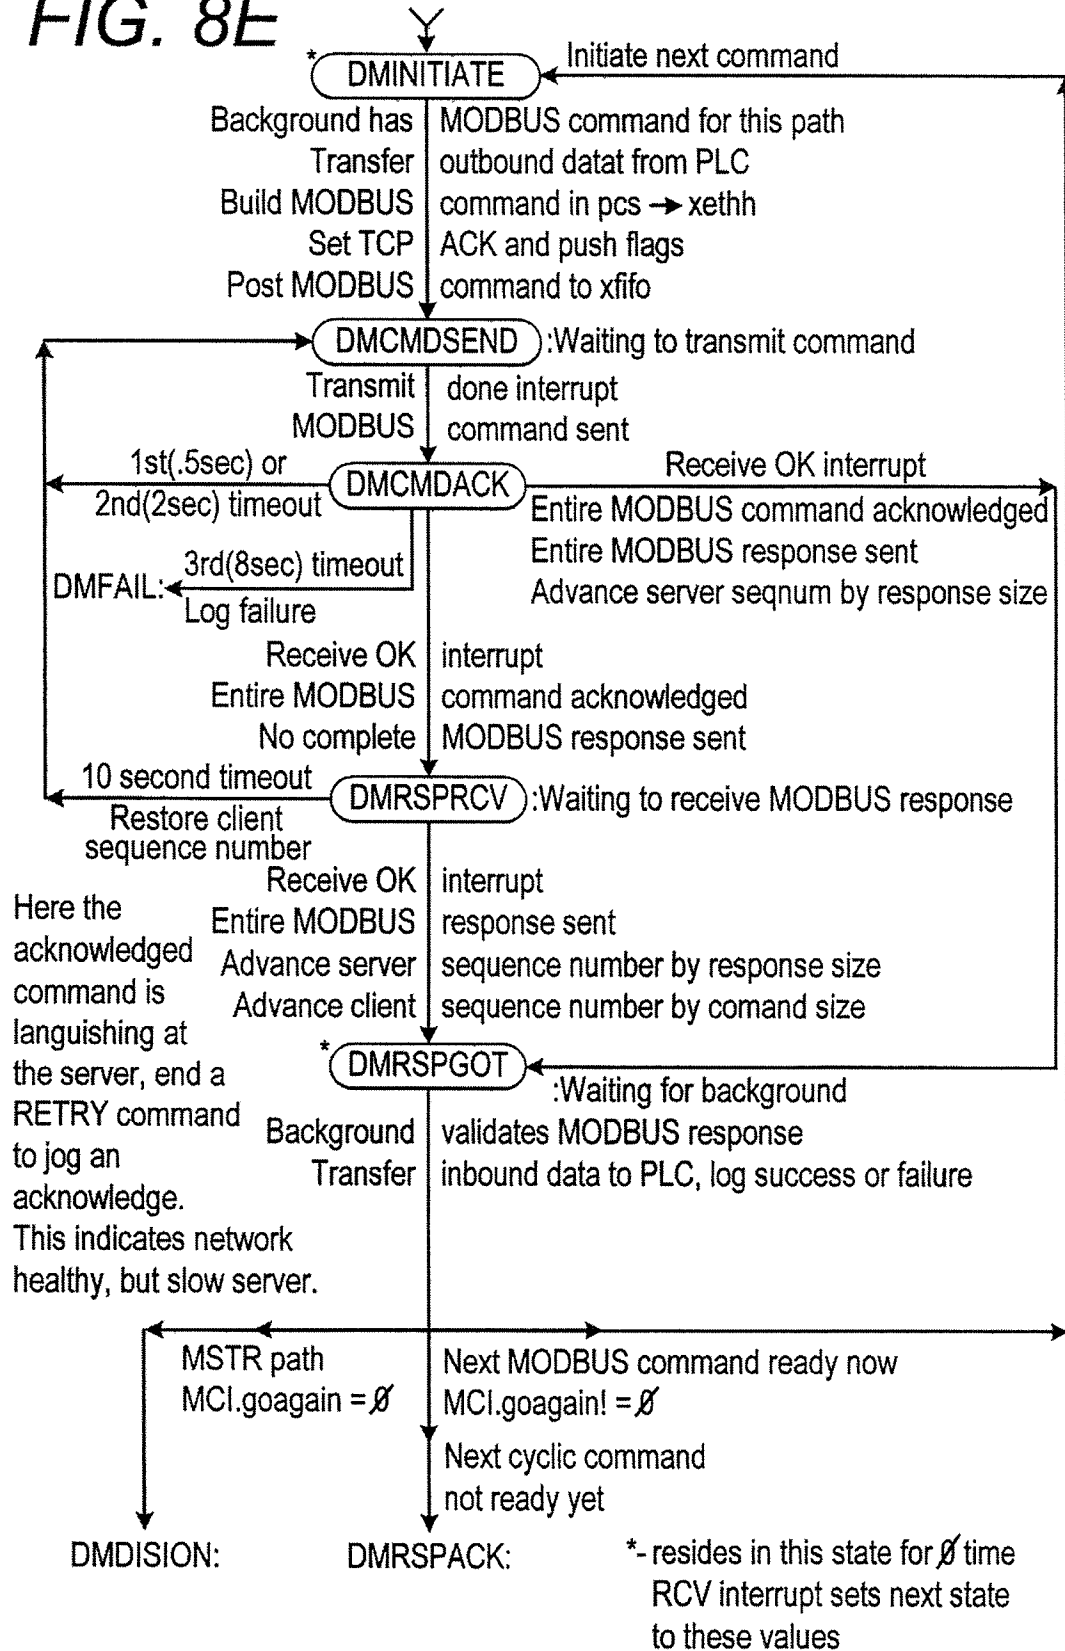 FIG. 8E
* DMINITIATE Initiate next command
Background has MODBUS command for this path
Transfer outbound datat from PLC
Build MODBUS command in pcs → xethh
Set TCP ACK and push flags
Post MODBUS command to xfifo
DMCMDSEND :Waiting to transmit command
Transmit done interrupt
MODBUS command sent
1st(.5sec) or
2nd(2sec) timeout
DMCMDACK
Receive OK interrupt
Entire MODBUS command acknowledged
Entire MODBUS response sent
Advance server seqnum by response size
3rd(8sec) timeout
DMFAIL:
Log failure
Receive OK interrupt
Entire MODBUS command acknowledged
No complete MODBUS response sent
10 second timeout
Restore client
sequence number
DMRSPRCV :Waiting to receive MODBUS response
Receive OK interrupt
Entire MODBUS response sent
Advance server sequence number by response size
Advance client sequence number by comand size
Here the
acknowledged
command is
languishing at
the server, end a
RETRY command
to jog an
acknowledge.
This indicates network
healthy, but slow server.
* DMRSPGOT
:Waiting for background
Background validates MODBUS response
Transfer inbound data to PLC, log success or failure
MSTR path
MCI.goagain = 0̸
Next MODBUS command ready now
MCI.goagain! = 0̸
Next cyclic command
not ready yet
DMDISION:
DMRSPACK:
*- resides in this state for 0̸ time
RCV interrupt sets next state
to these values